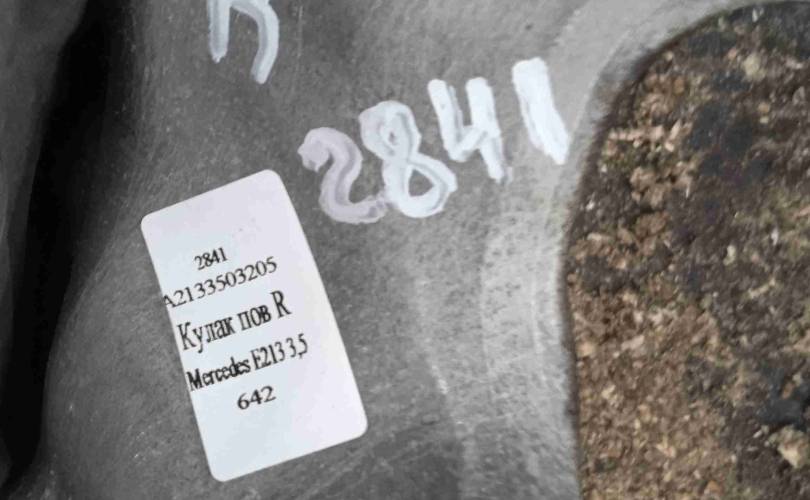 2841
2841
A2133503205
Кулак пов R
Mercedes E213 3,5
642